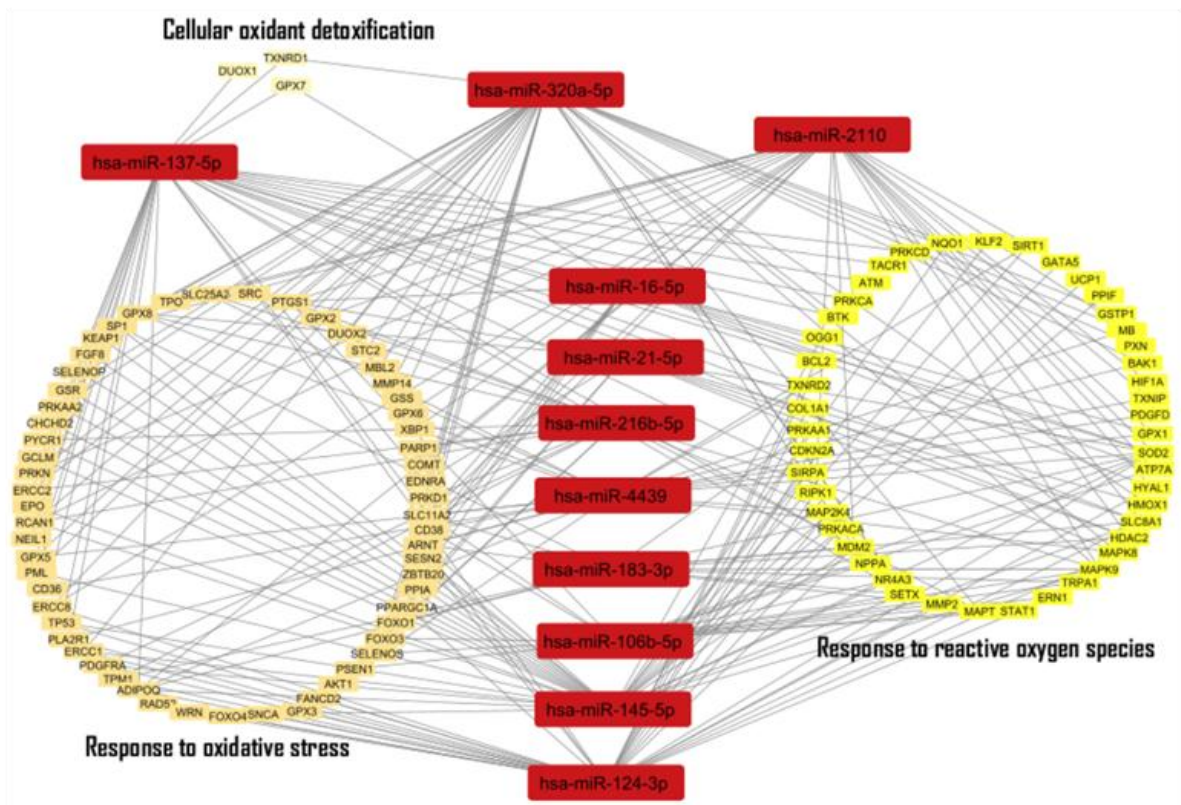 Cellular oxidant detoxification
TXNRD1
DUOX1
GPX7
hsa-miR-320a-5p
hsa-miR-2110
hsa-miR-137-5p
hsa-miR-16-5p
hsa-miR-21-5p
hsa-miR-216b-5p
hsa-miR-4439
hsa-miR-183-3p
hsa-miR-106b-5p
hsa-miR-145-5p
hsa-miR-124-3p
SRC
PTGS1
GPX2
DUOX2
STC2
MBL2
MMP14
GSS
GPX6
XBP1
PARP1
COMT
EDNRA
PRKD1
SLC11A2
CD38
ARNT
SESN2
ZBTB20
PPIA
PPARGC1A
FOXO1
FOXO3
SELENOS
PSEN1
AKT1
FANCD2
GPX3
SNCA
FOXO4
WRN
ADIPOQ
TPM1
PDGFRA
ERCC1
PLA2R1
TP53
ERCC8
CD36
PML
GPX5
NEIL1
RCAN1
EPO
ERCC2
PRKN
GCLM
PYCR1
CHCHD2
PRKAA2
GSR
SELENOP
FGF8
KEAP1
SP1
GPX8
TPO
Response to oxidative stress
NQO1
KLF2
SIRT1
GATA5
UCP1
PPIF
GSTP1
MB
PXN
BAK1
HIF1A
TXNIP
PDGFD
GPX1
SOD2
ATP7A
HYAL1
HMOX1
SLC8A1
HDAC2
MAPK8
MAPK9
TRPA1
ERN1
STAT1
MAPT
MMP2
SETX
NR4A3
NPPA
MDM2
PRKACA
MAP2K4
RIPK1
SIRPA
CDKN2A
PRKAA1
COL1A1
TXNRD2
BCL2
OGG1
BTK
PRKCA
ATM
TACR1
PRKCD
Response to reactive oxygen species